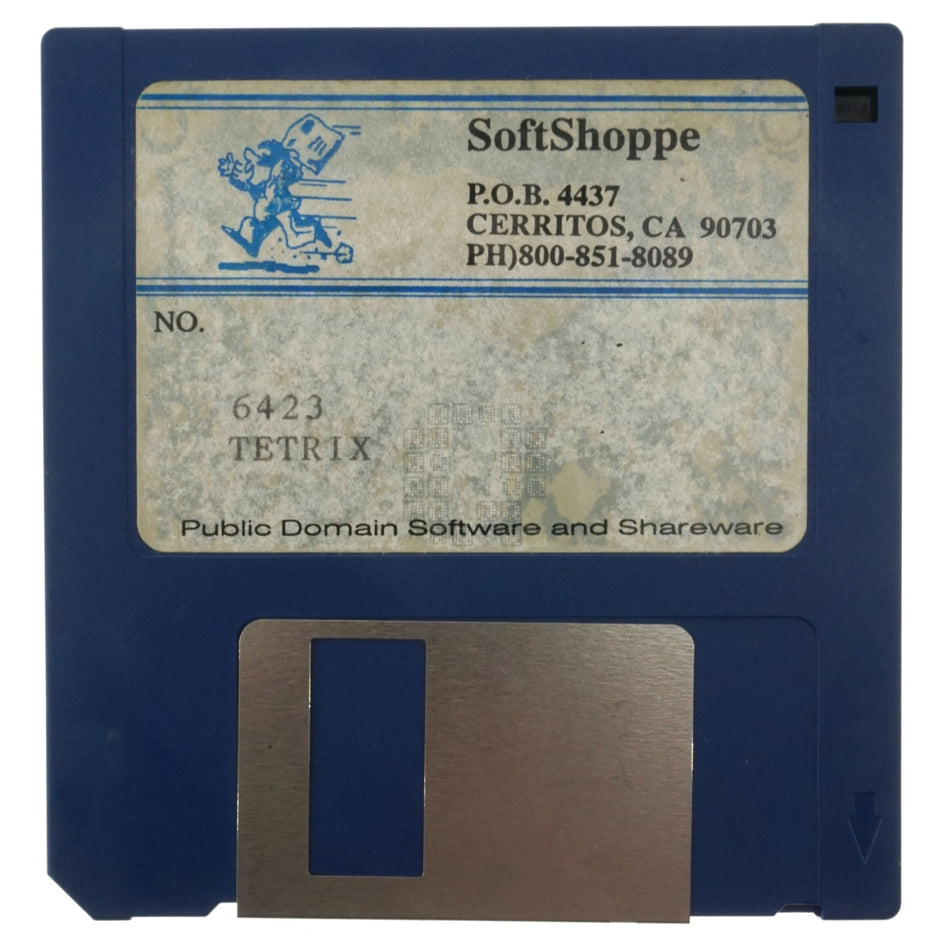 SoftShoppe
P.O.B. 4437
CERRITOS, CA 90703
PH)800-851-8089
NO.
6423
TETRIX
Public Domain Software and Shareware